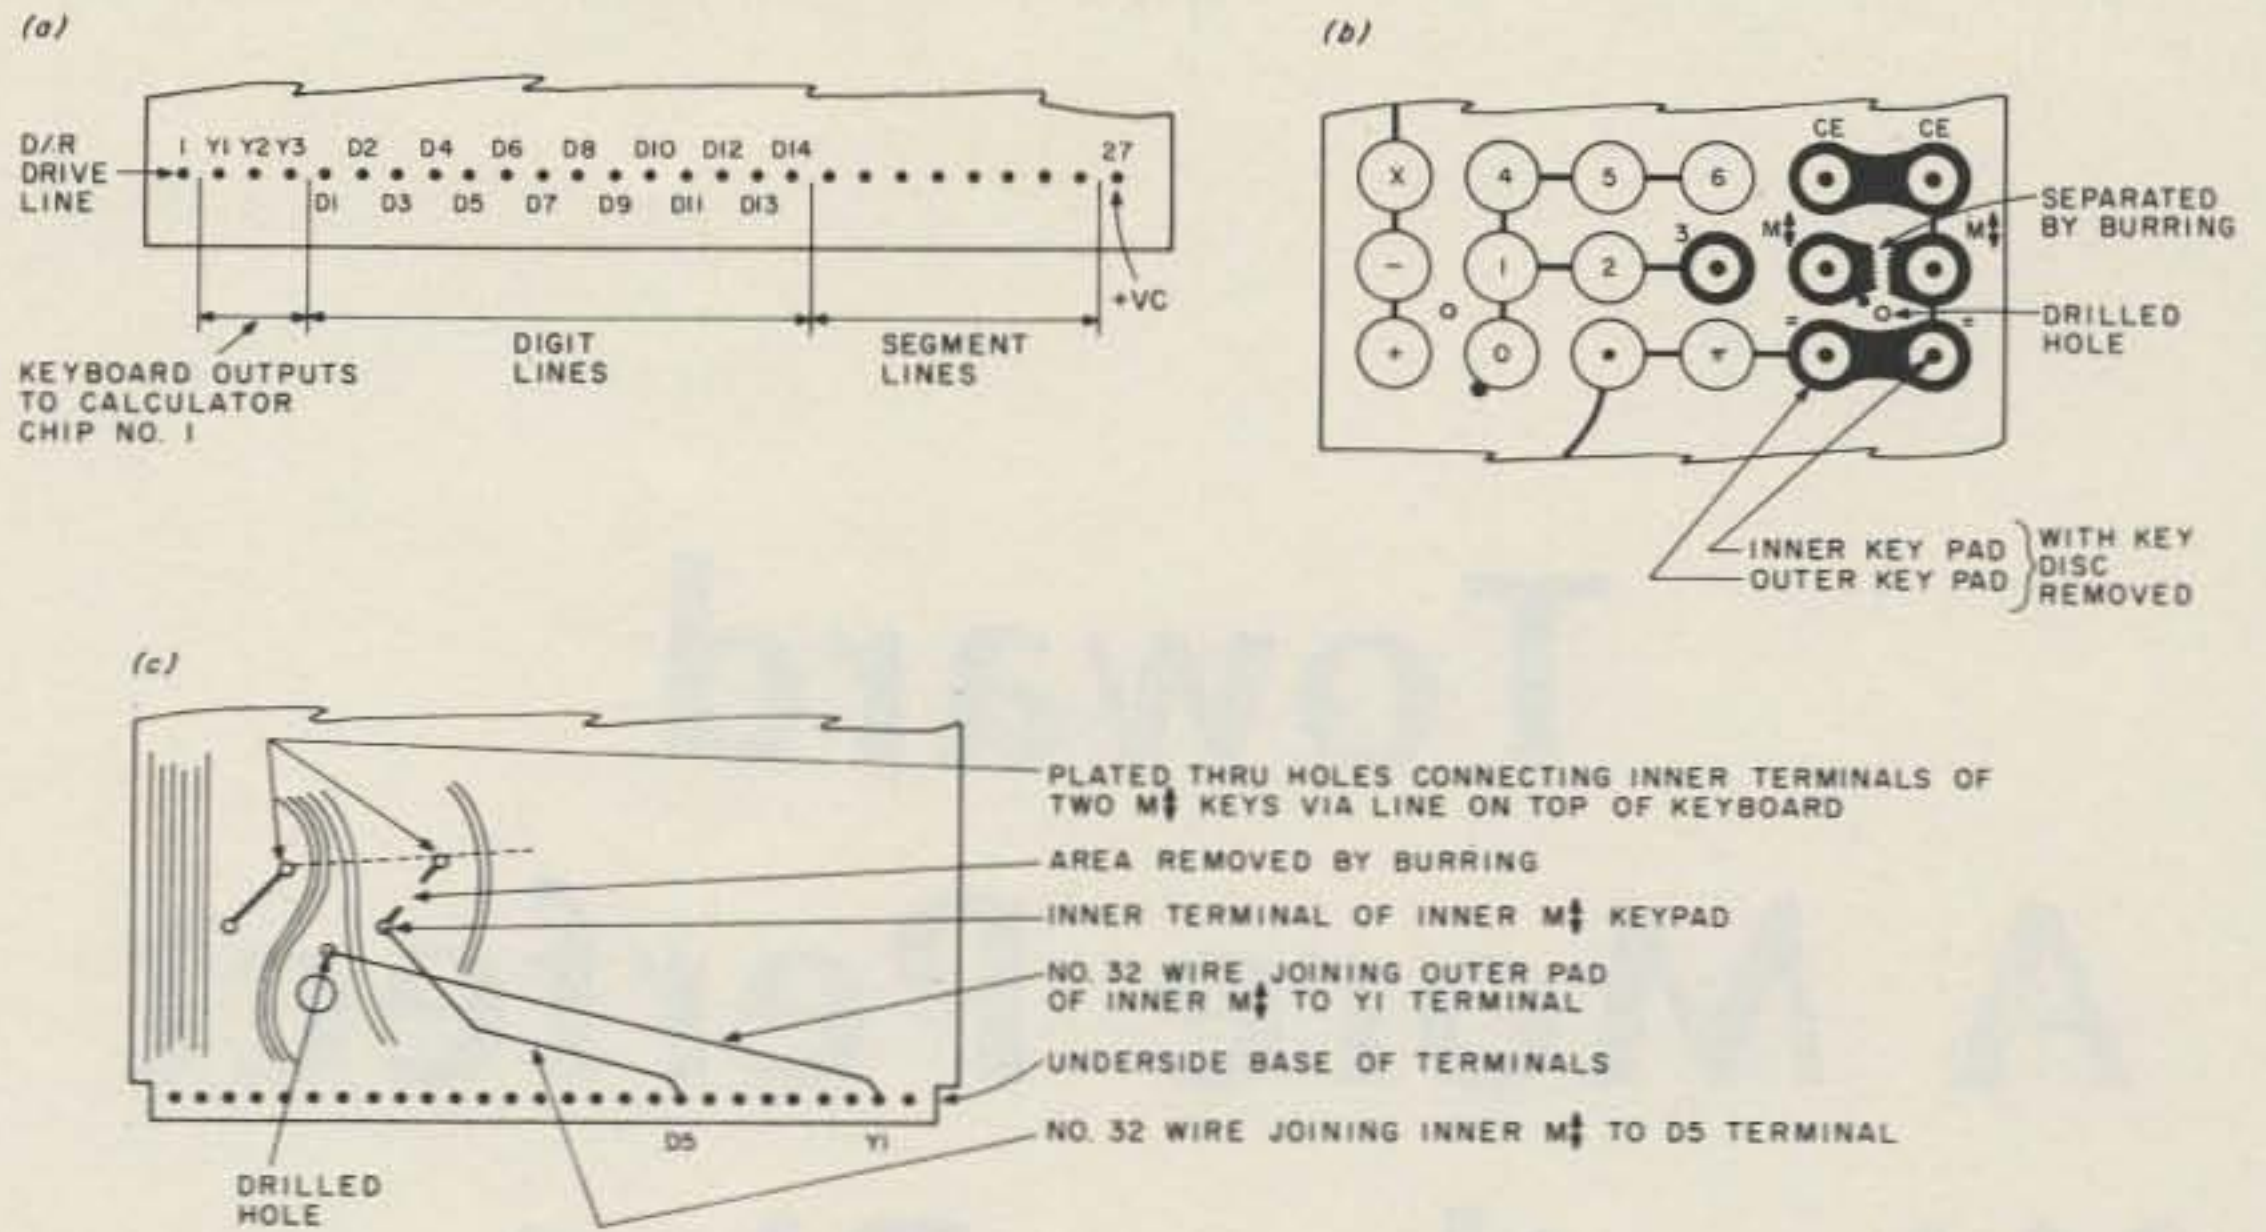 (a)
D/R
DRIVE
LINE
1 Y1 Y2 Y3 D2 D4 D6 D8 D10 D12 D14 27
D1 D3 D5 D7 D9 D11 D13
+VC
KEYBOARD OUTPUTS
TO CALCULATOR
CHIP NO. 1
DIGIT
LINES
SEGMENT
LINES
(b)
CE CE
X 4 5 6
SEPARATED
BY BURRING
3 M⇕ M⇕
- 1 2
DRILLED
HOLE
= =
+ 0 • ÷
INNER KEY PAD
OUTER KEY PAD
WITH KEY
DISC
REMOVED
(c)
PLATED THRU HOLES CONNECTING INNER TERMINALS OF
TWO M⇕ KEYS VIA LINE ON TOP OF KEYBOARD
AREA REMOVED BY BURRING
INNER TERMINAL OF INNER M⇕ KEYPAD
NO. 32 WIRE JOINING OUTER PAD
OF INNER M⇕ TO Y1 TERMINAL
UNDERSIDE BASE OF TERMINALS
NO. 32 WIRE JOINING INNER M⇕ TO D5 TERMINAL
D5 Y1
DRILLED
HOLE
Toward